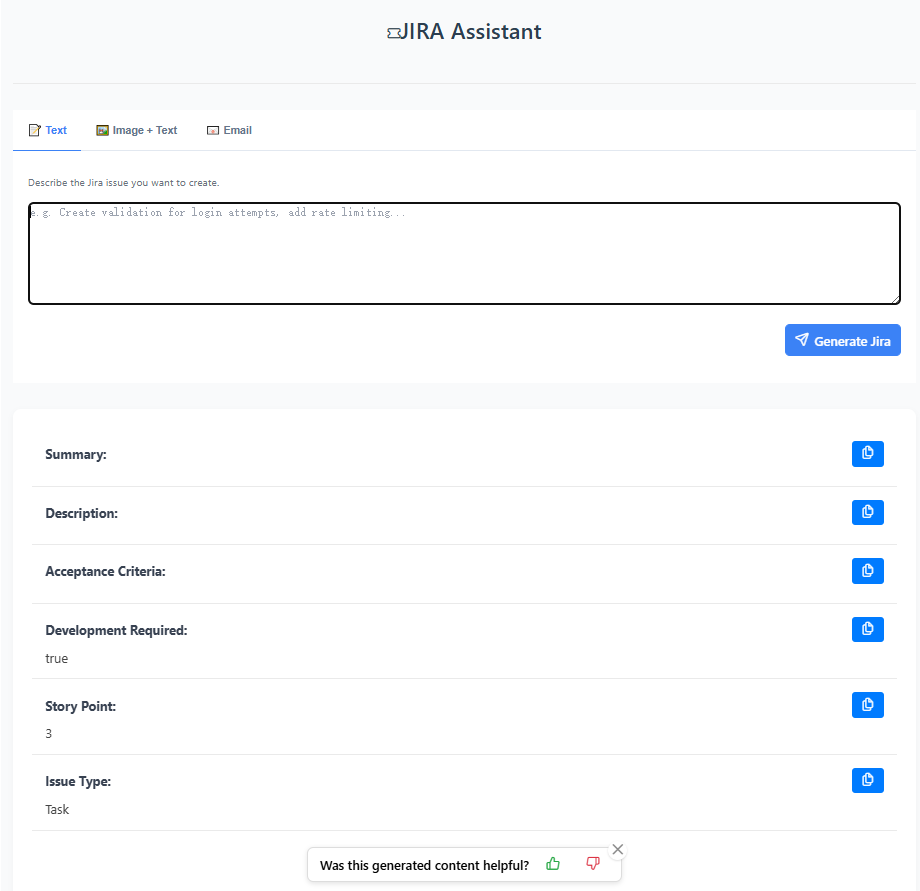 JIRA Assistant
Text Image + Text Email
Describe the Jira issue you want to create.
e.g. Create validation for login attempts, add rate limiting...
Generate Jira
Summary:
Description:
Acceptance Criteria:
Development Required:
true
Story Point:
3
Issue Type:
Task
Was this generated content helpful?